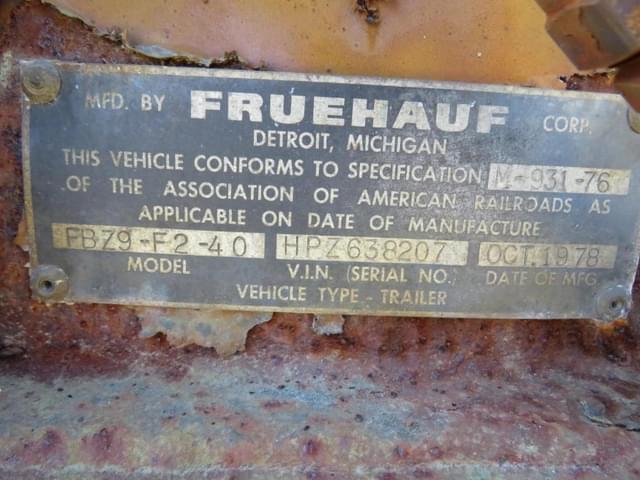 MFD. BY FRUEHAUF CORP.
DETROIT, MICHIGAN
THIS VEHICLE CONFORMS TO SPECIFICATION M-931-76
OF THE ASSOCIATION OF AMERICAN RAILROADS AS
APPLICABLE ON DATE OF MANUFACTURE
FBZ9-F2-40 HPZ638207 OCT.1978
MODEL V.I.N. (SERIAL NO.) DATE OF MFG
VEHICLE TYPE - TRAILER